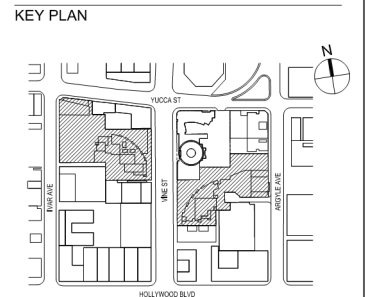 KEY PLAN
N
YUCCA ST
IVAR AVE
VINE ST
ARGYLE AVE
HOLLYWOOD BLVD